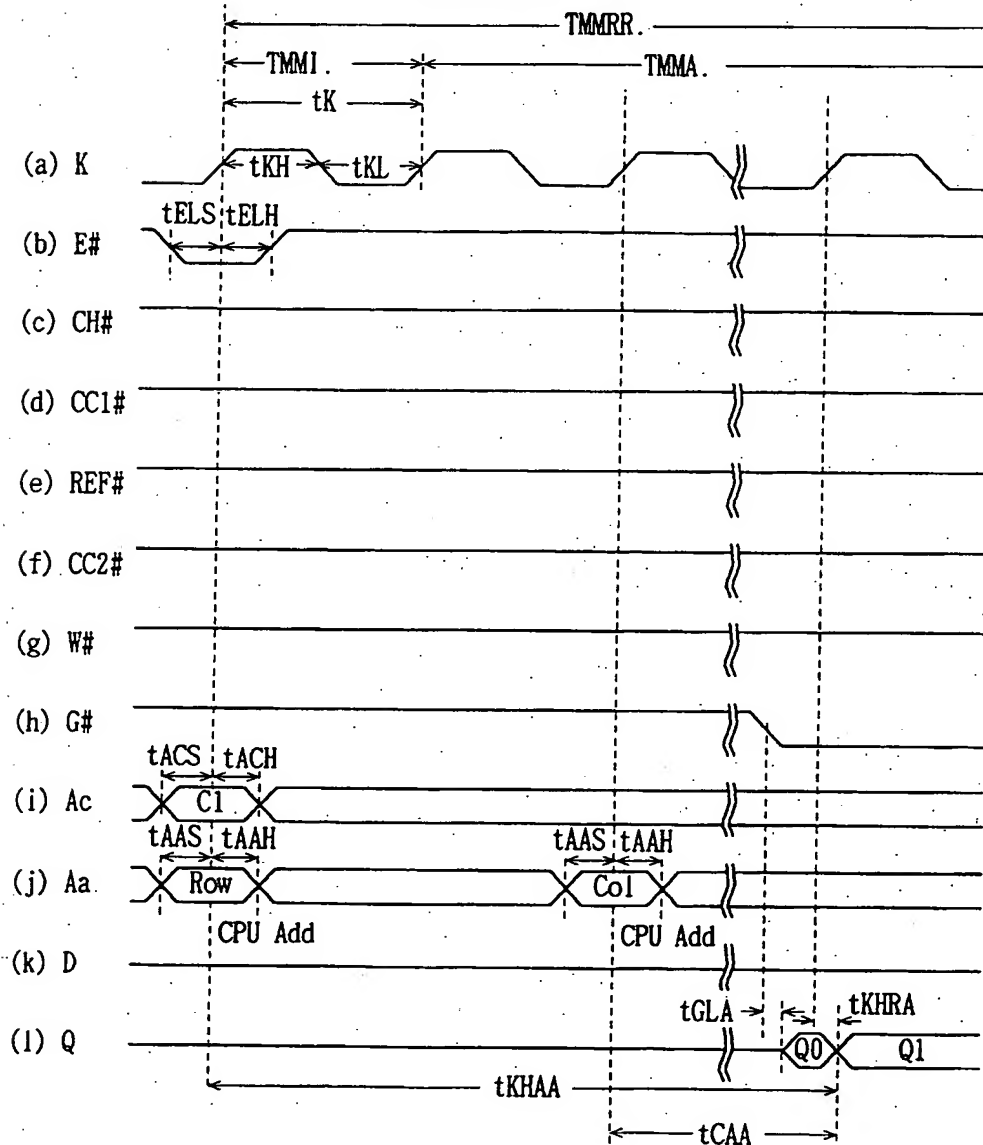 TMMRR.
TMMI. TMMA.
tK
(a) K tKH tKL
tELS tELH
(b) E#
(c) CH#
(d) CC1#
(e) REF#
(f) CC2#
(g) W#
(h) G#
tACS tACH
(i) Ac C1
tAAS tAAH tAAS tAAH
(j) Aa Row Col
CPU Add CPU Add
(k) D
tGLA tKHRA
(l) Q Q0 Q1
tKHAA
tCAA